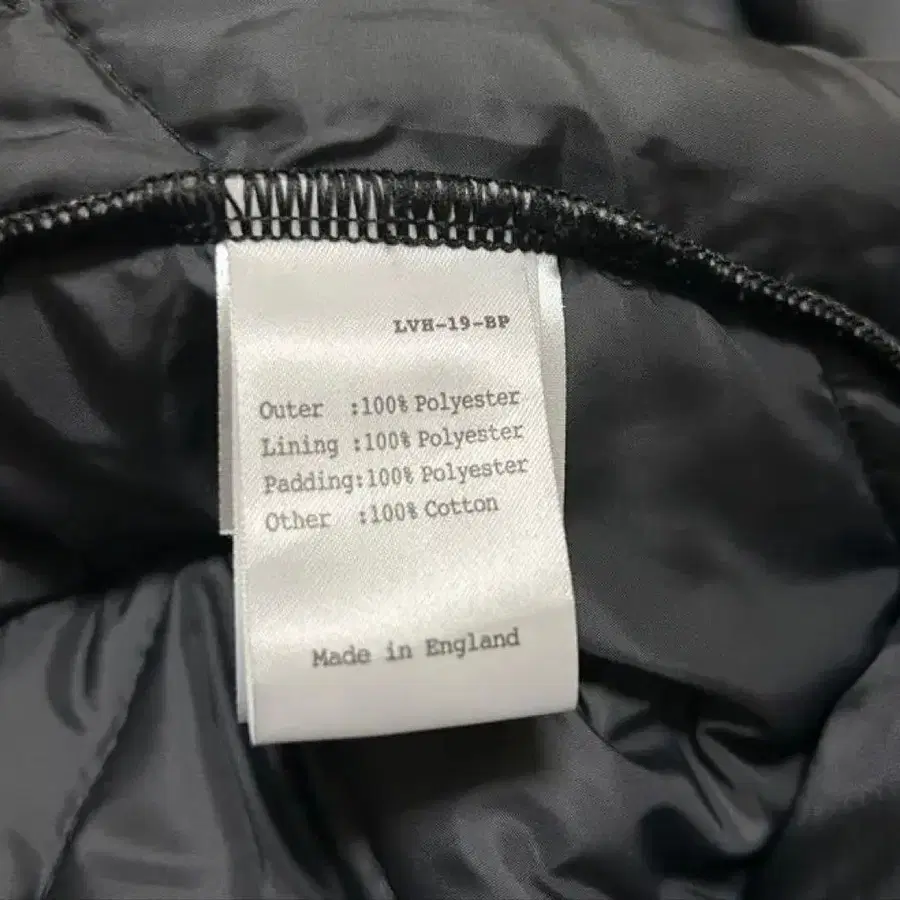 LVH-19-BP
Outer :100% Polyester
Lining :100% Polyester
Padding:100% Polyester
Other :100% Cotton
Made in England